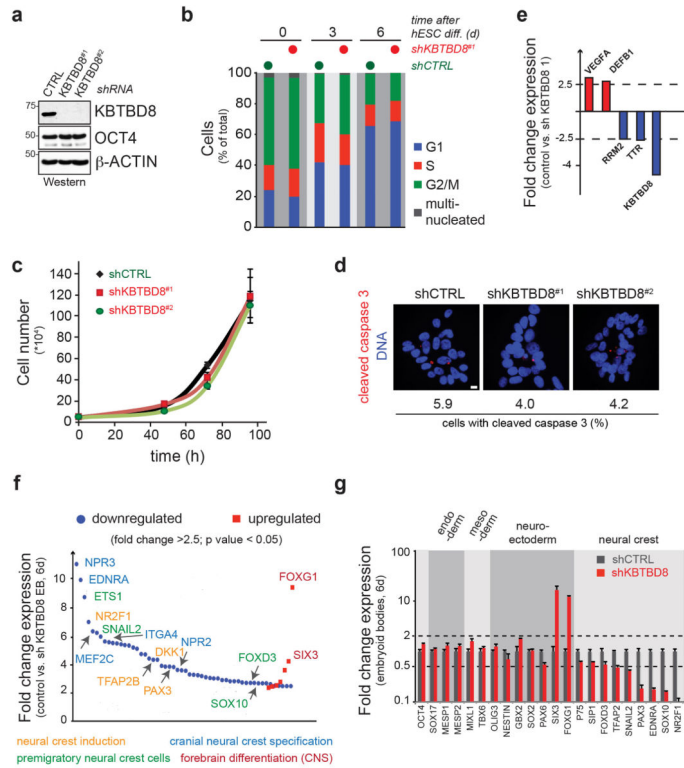 a
CTRL
KBTBD8#1
KBTBD8#2
shRNA
75
KBTBD8
50
OCT4
β-ACTIN
Western
b
time after
hESC diff. (d)
0 3 6
shKBTBD8#1
shCTRL
Cells
(% of total)
100
80
60
40
20
0
G1
S
G2/M
multi-
nucleated
e
Fold change expression
(control vs. sh KBTBD8 1)
VEGFA
DEFB1
2.5
-2.5
-4
RRM2
TTR
KBTBD8
c
shCTRL
shKBTBD8#1
shKBTBD8#2
Cell number
(*10⁴)
140
120
100
80
60
40
20
0
0 20 40 60 80 100
time (h)
d
cleaved caspase 3
DNA
shCTRL shKBTBD8#1 shKBTBD8#2
5.9 4.0 4.2
cells with cleaved caspase 3 (%)
f
downregulated upregulated
(fold change >2.5; p value < 0.05)
Fold change expression
(control vs. sh KBTBD8 EB, 6d)
10
8
6
4
2
0
NPR3
EDNRA
ETS1
NR2F1
SNAIL2
ITGA4
MEF2C
DKK1
NPR2
TFAP2B
PAX3
FOXD3
SOX10
FOXG1
SIX3
neural crest induction
cranial neural crest specification
premigratory neural crest cells
forebrain differentiation (CNS)
g
endo
-derm
meso
-derm
neuro-
ectoderm
neural crest
shCTRL
shKBTBD8
Fold change expression
(embryoid bodies, 6d)
100
10
2
1
0.5
0.1
OCT4
SOX17
MESP1
MESP2
MIXL1
TBX6
OLIG3
NESTIN
GBX2
SOX2
PAX6
SIX3
FOXG1
P75
SIP1
FOXD3
TFAP2
SNAIL2
PAX3
EDNRA
SOX10
NR2F1